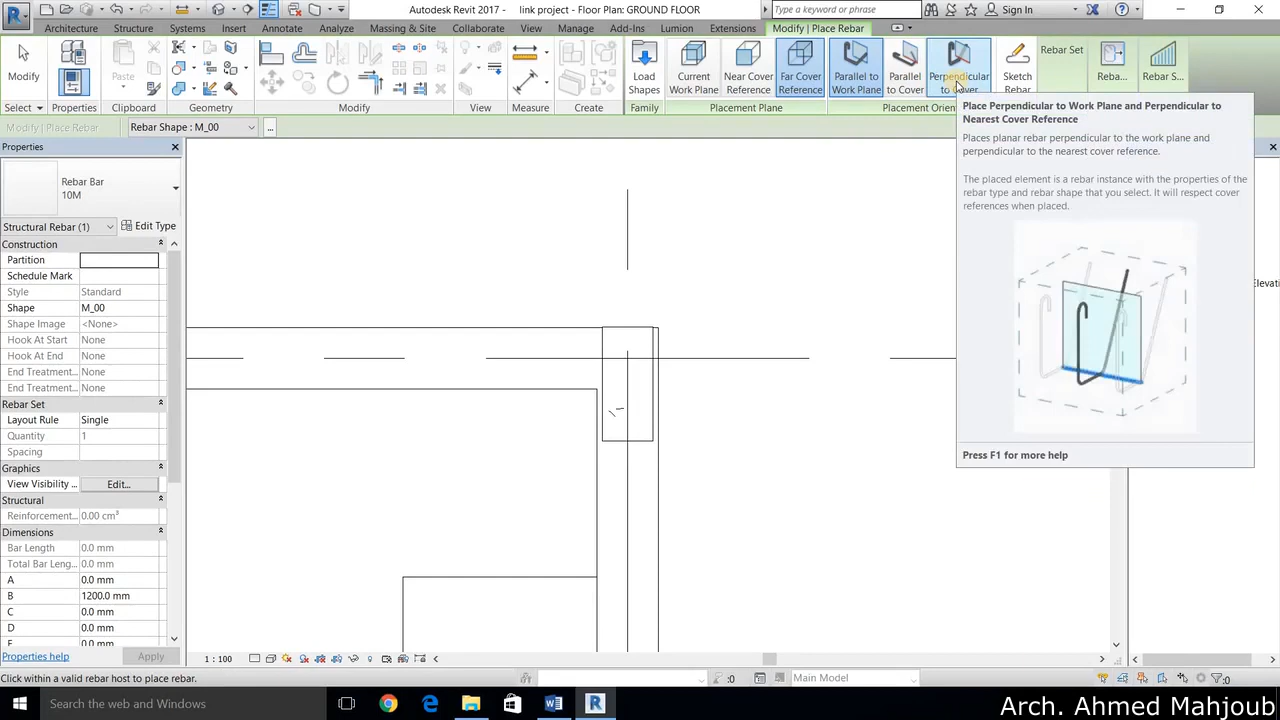 Autodesk Revit 2017 - link project - Floor Plan: GROUND FLOOR
Type a keyword or phrase
Sign In
Architecture Structure Systems Insert Annotate Analyze Massing & Site Collaborate View Manage Add-Ins Lumion Extensions Modify | Place Rebar
Modify
Select
Properties
Paste
Clipboard
Geometry
Modify
View
Measure
Create
Load Shapes
Family
Current Work Plane
Near Cover Reference
Far Cover Reference
Placement Plane
Parallel to Work Plane
Parallel to Cover
Perpendicular to Cover
Placement Orien
Sketch Rebar
Rebar Set
Reba...
Rebar S...
Modify | Place Rebar
Rebar Shape : M_00
...
Properties
Rebar Bar
10M
Structural Rebar (1)
Edit Type
Construction
Partition
Schedule Mark
Style Standard
Shape M_00
Shape Image <None>
Hook At Start None
Hook At End None
End Treatment... None
End Treatment... None
Rebar Set
Layout Rule Single
Quantity 1
Spacing
Graphics
View Visibility ... Edit...
Structural
Reinforcement... 0.00 cm³
Dimensions
Bar Length 0.0 mm
Total Bar Leng... 0.0 mm
A 0.0 mm
B 1200.0 mm
C 0.0 mm
D 0.0 mm
Properties help
Apply
Place Perpendicular to Work Plane and Perpendicular to
Nearest Cover Reference
Places planar rebar perpendicular to the work plane and
perpendicular to the nearest cover reference.
The placed element is a rebar instance with the properties of the
rebar type and rebar shape that you select. It will respect cover
references when placed.
Press F1 for more help
Elevati
1 : 100
Click within a valid rebar host to place rebar.
:0
Main Model
:0
Search the web and Windows
Arch. Ahmed Mahjoub